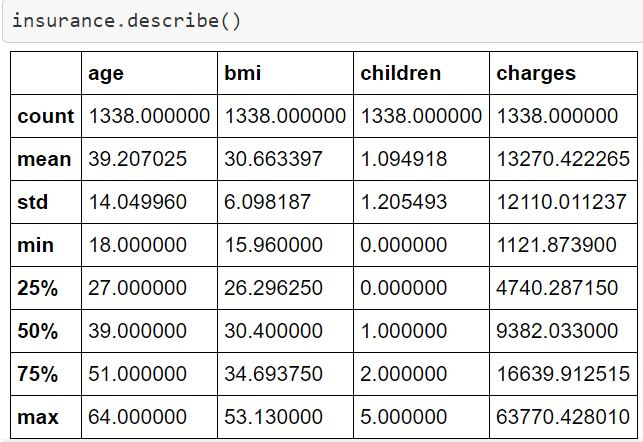 insurance.describe()
age bmi children charges
count 1338.000000 1338.000000 1338.000000 1338.000000
mean 39.207025 30.663397 1.094918 13270.422265
std 14.049960 6.098187 1.205493 12110.011237
min 18.000000 15.960000 0.000000 1121.873900
25% 27.000000 26.296250 0.000000 4740.287150
50% 39.000000 30.400000 1.000000 9382.033000
75% 51.000000 34.693750 2.000000 16639.912515
max 64.000000 53.130000 5.000000 63770.428010